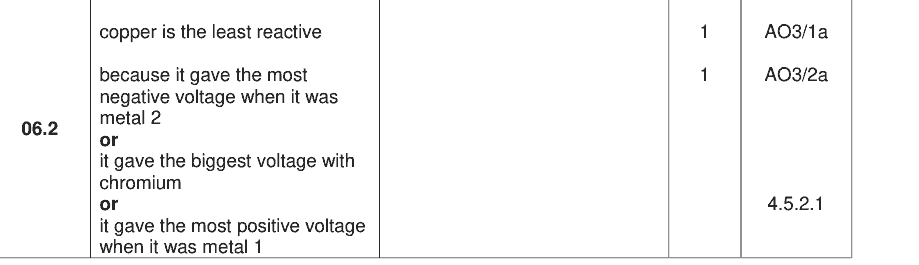 copper is the least reactive 1 AO3/1a
because it gave the most 1 AO3/2a
negative voltage when it was
metal 2
06.2
or
it gave the biggest voltage with
chromium
or 4.5.2.1
it gave the most positive voltage
when it was metal 1